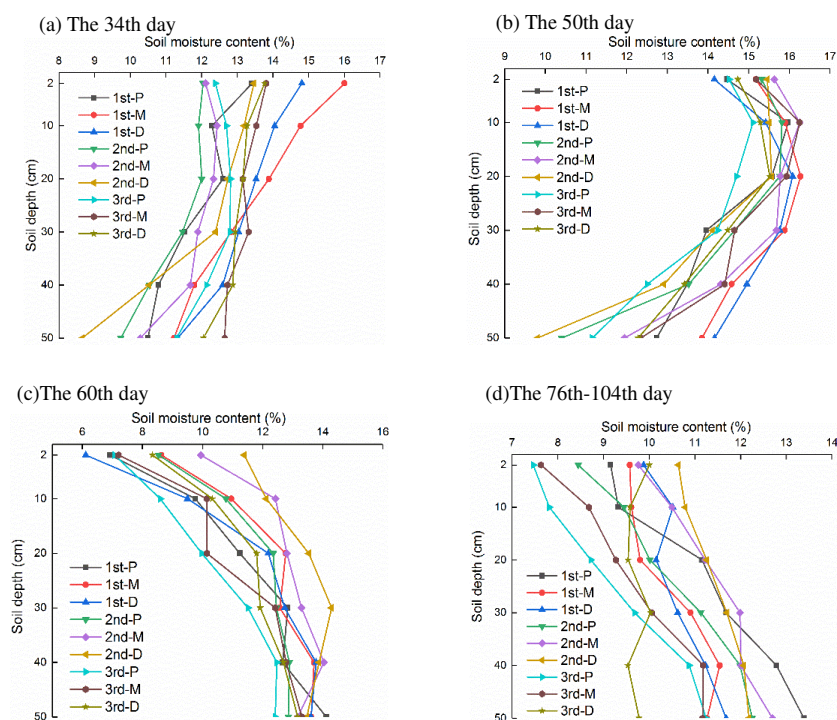 (a) The 34th day
Soil moisture content (%)
8 9 10 11 12 13 14 15 16 17
2
10
20
30
40
50
Soil depth (cm)
1st-P
1st-M
1st-D
2nd-P
2nd-M
2nd-D
3rd-P
3rd-M
3rd-D
(b) The 50th day
Soil moisture content (%)
9 10 11 12 13 14 15 16 17
2
10
20
30
40
50
Soil depth (cm)
1st-P
1st-M
1st-D
2nd-P
2nd-M
2nd-D
3rd-P
3rd-M
3rd-D
(c)The 60th day
Soil moisture content (%)
6 8 10 12 14 16
2
10
20
30
40
50
Soil depth (cm)
1st-P
1st-M
1st-D
2nd-P
2nd-M
2nd-D
3rd-P
3rd-M
3rd-D
(d)The 76th-104th day
Soil moisture content (%)
7 8 9 10 11 12 13 14
2
10
20
30
40
50
Soil depth (cm)
1st-P
1st-M
1st-D
2nd-P
2nd-M
2nd-D
3rd-P
3rd-M
3rd-D